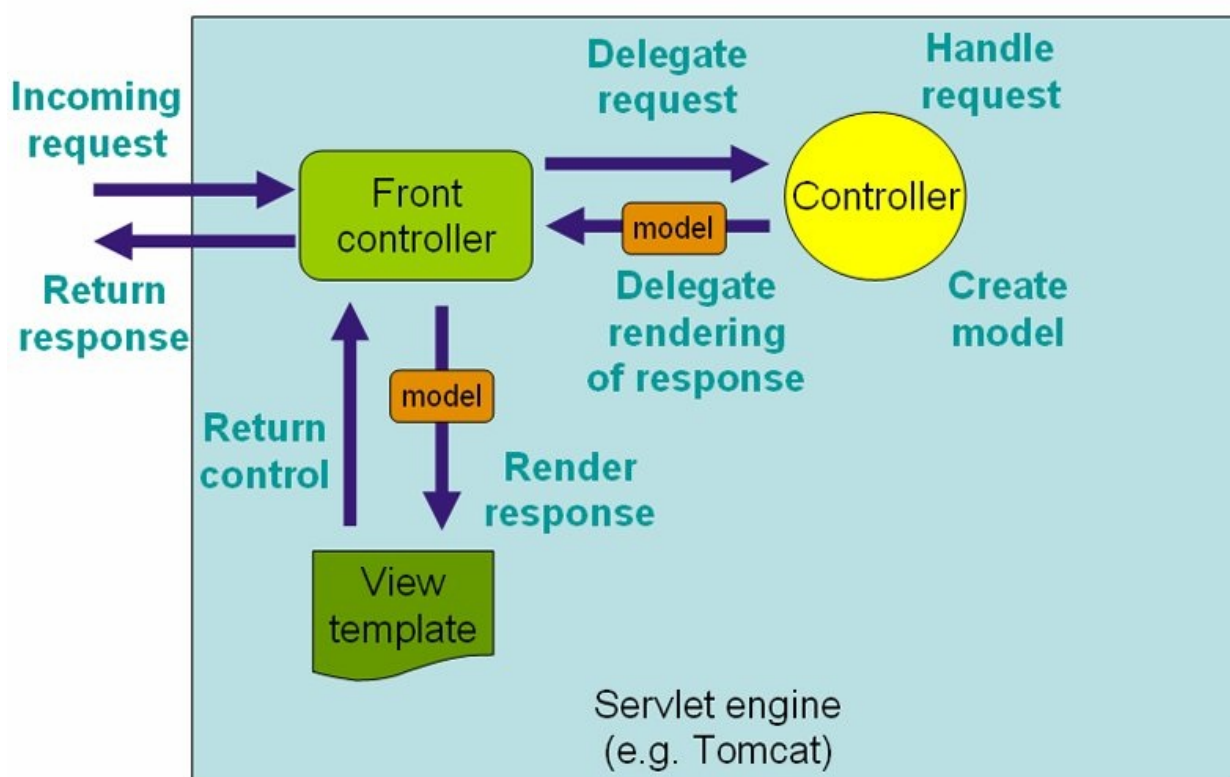 Incoming
request
Return
response
Front
controller
Delegate
request
Handle
request
Controller
model
Delegate
rendering
of response
Create
model
model
Return
control
Render
response
View
template
Servlet engine
(e.g. Tomcat)